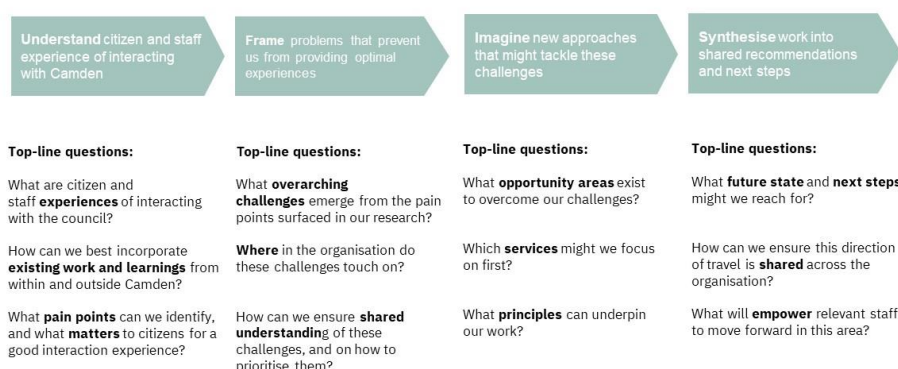 Understand citizen and staff
experience of interacting
with Camden
Frame problems that prevent
us from providing optimal
experiences
Imagine new approaches
that might tackle these
challenges
Synthesise work into
shared recommendations
and next steps
Top-line questions:
What are citizen and
staff experiences of interacting
with the council?
How can we best incorporate
existing work and learnings from
within and outside Camden?
What pain points can we identify,
and what matters to citizens for a
good interaction experience?
Top-line questions:
What overarching
challenges emerge from the pain
points surfaced in our research?
Where in the organisation do
these challenges touch on?
How can we ensure shared
understanding of these
challenges, and on how to
prioritise them?
Top-line questions:
What opportunity areas exist
to overcome our challenges?
Which services might we focus
on first?
What principles can underpin
our work?
Top-line questions:
What future state and next steps
might we reach for?
How can we ensure this direction
of travel is shared across the
organisation?
What will empower relevant staff
to move forward in this area?